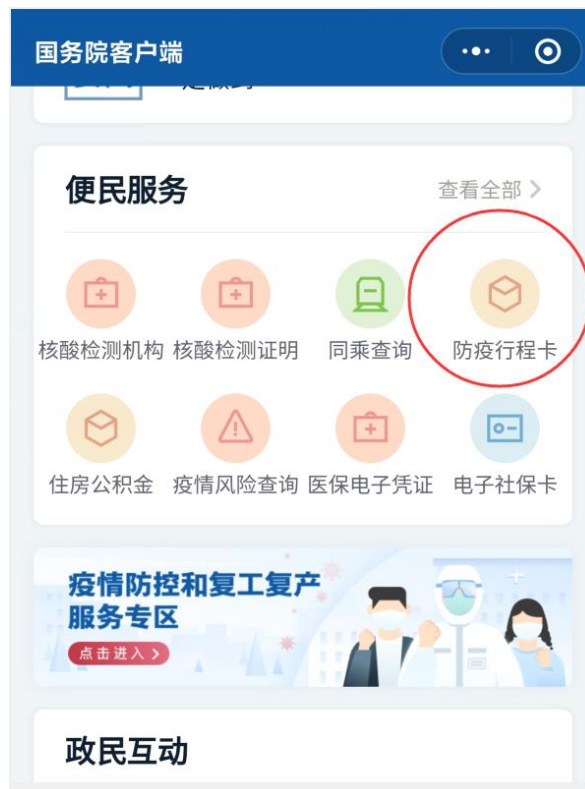 国务院客户端
便民服务
查看全部 >
核酸检测机构 核酸检测证明 同乘查询 防疫行程卡
住房公积金 疫情风险查询 医保电子凭证 电子社保卡
疫情防控和复工复产
服务专区
点击进入 >
政民互动